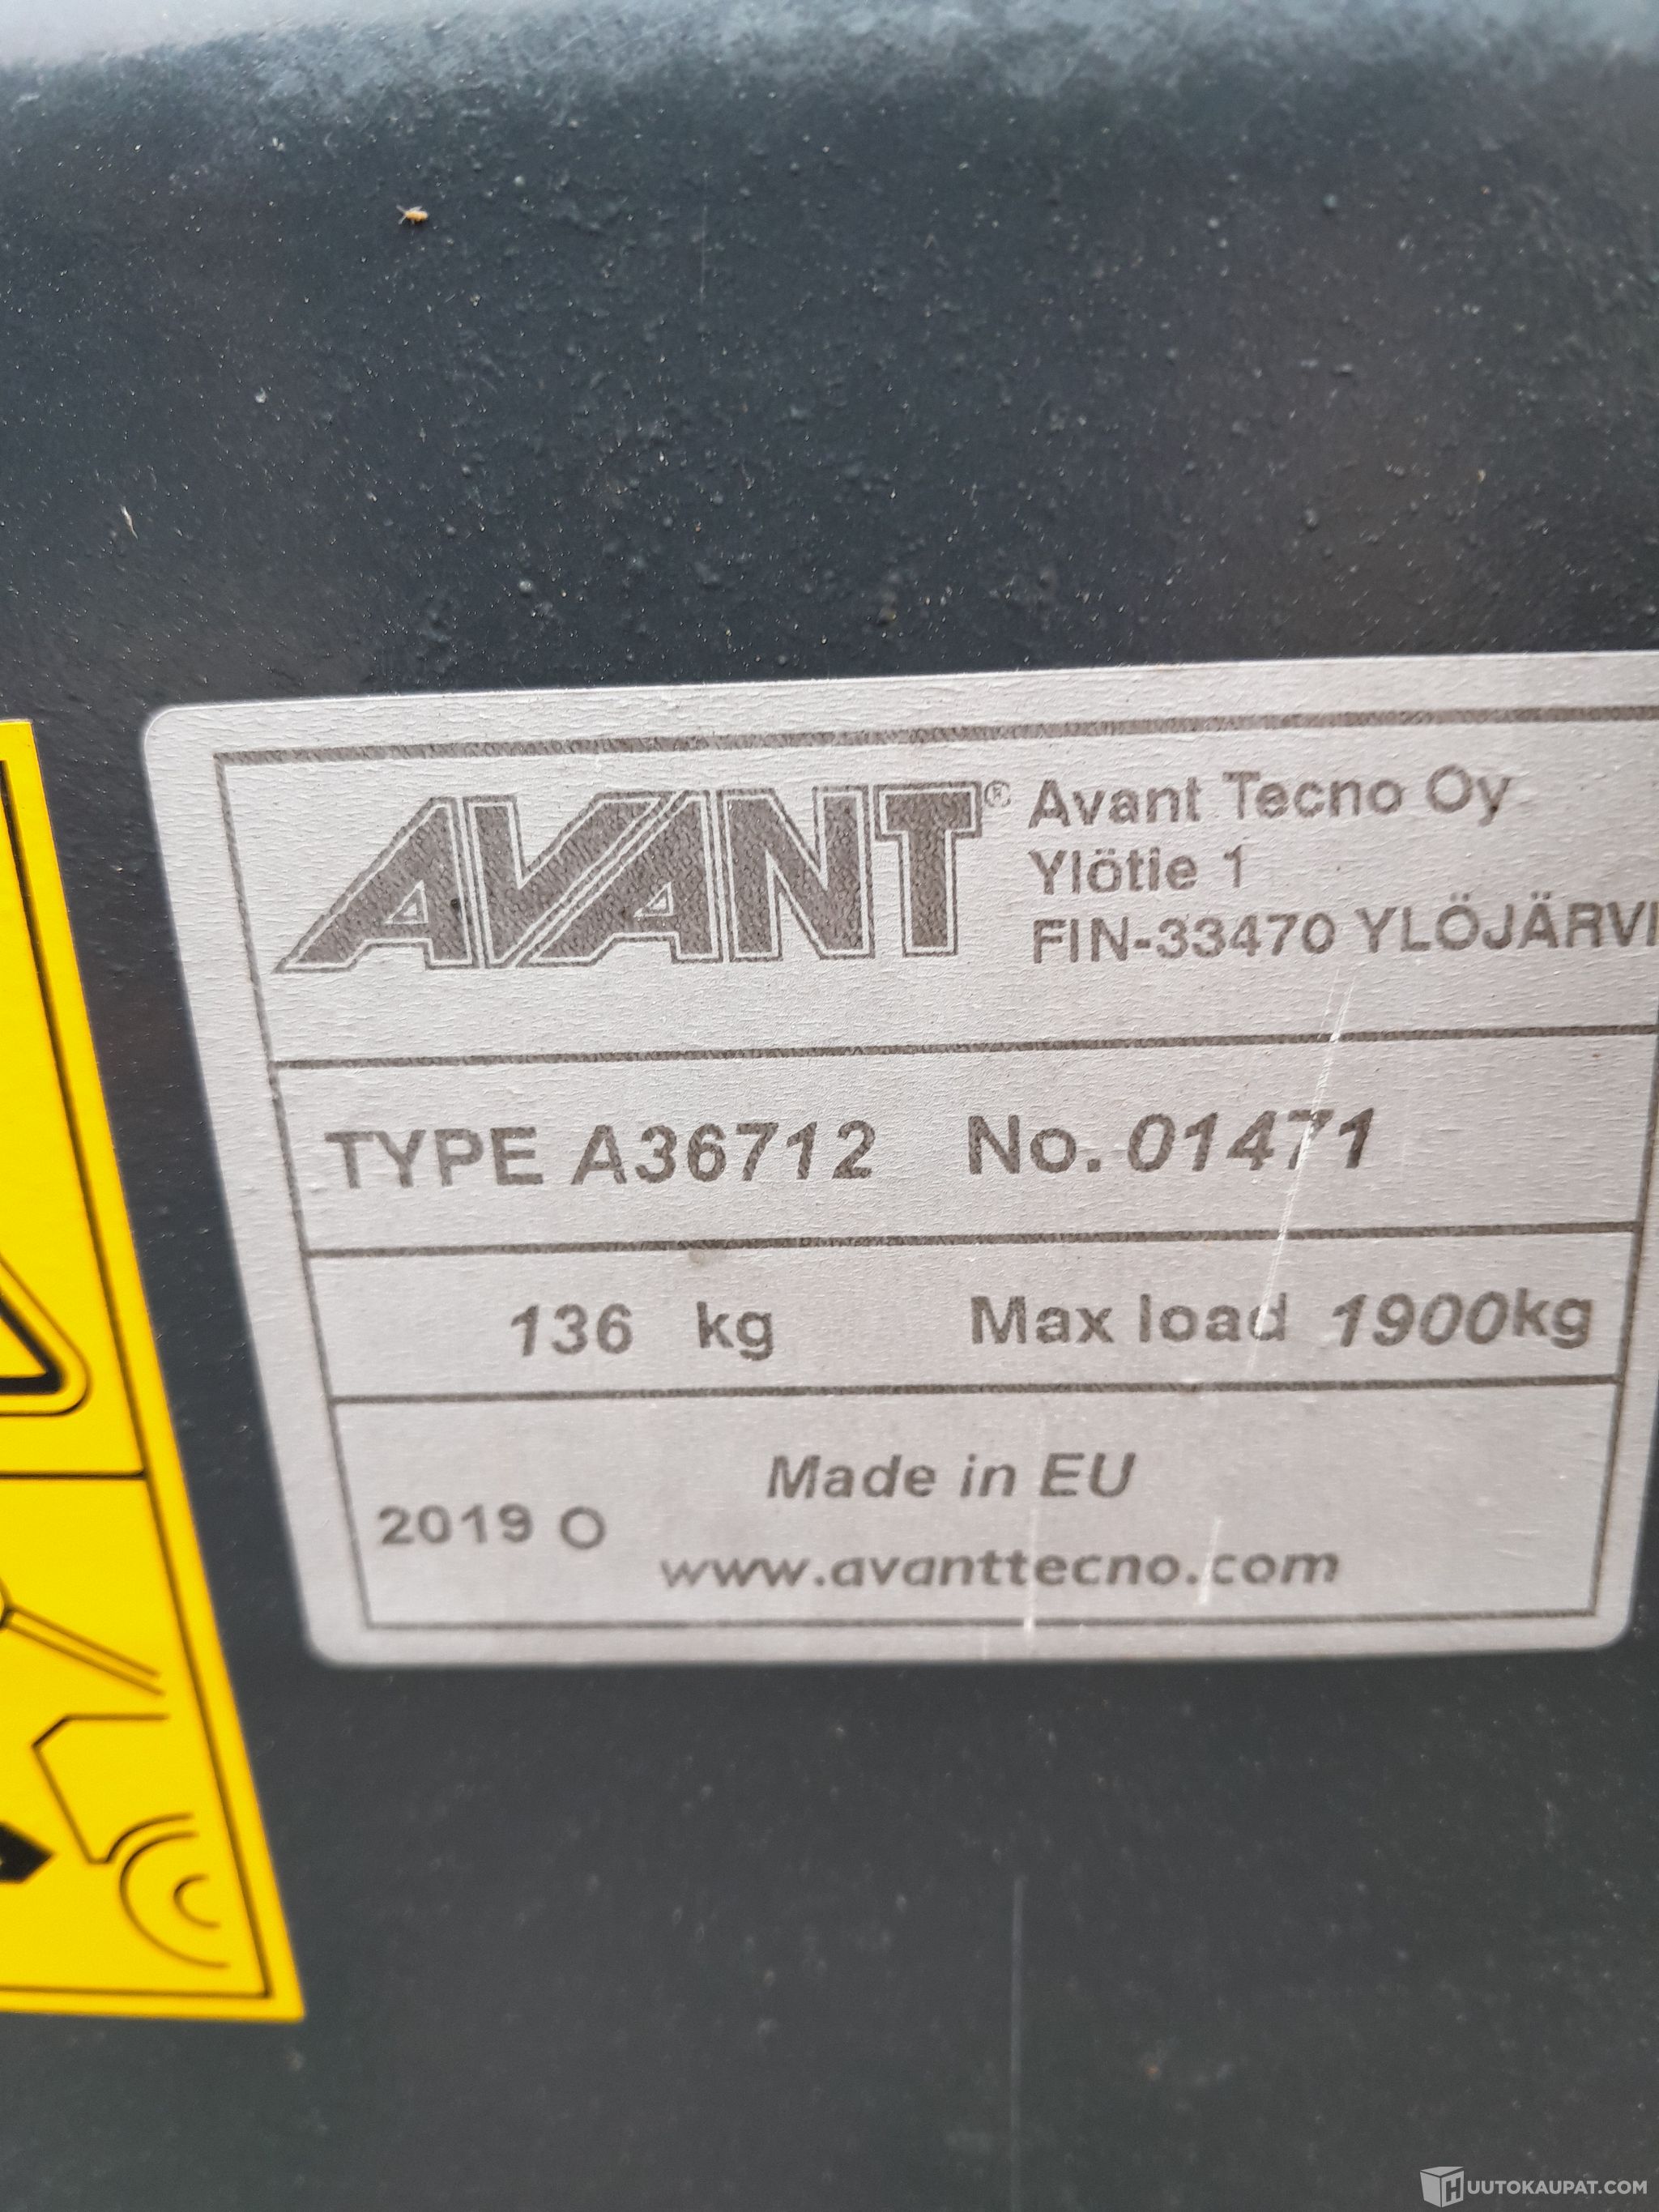 AVANT®
Avant Tecno Oy
Ylötie 1
FIN-33470 YLÖJÄRVI
TYPE A36712 No. 01471
136 kg Max load 1900kg
Made in EU
2019 O
www.avanttecno.com
HUUTOKAUPAT.COM